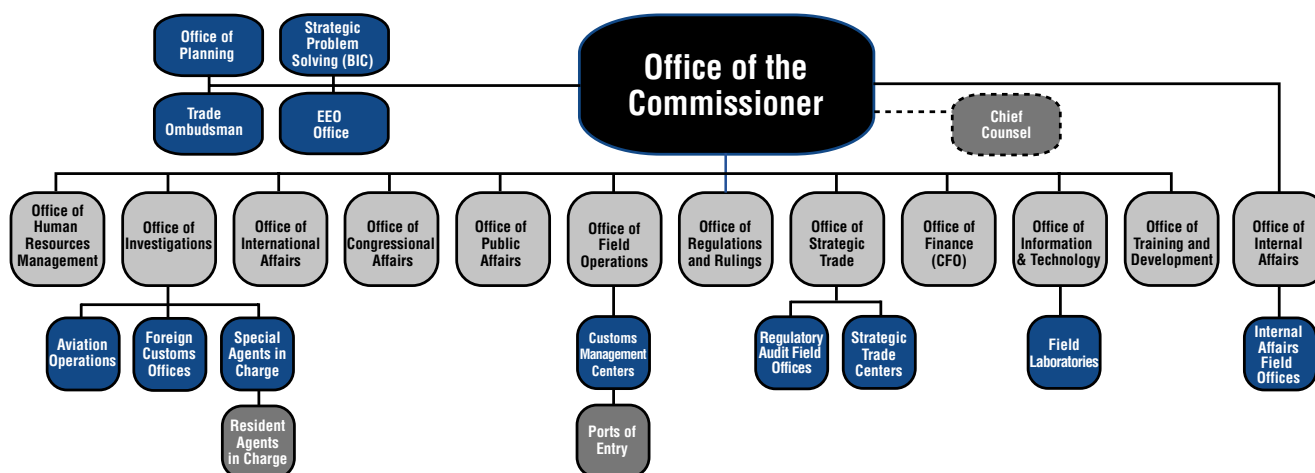 Office of
Planning
Strategic
Problem
Solving (BIC)
Trade
Ombudsman
EEO
Office
Office of the
Commissioner
Chief
Counsel
Office of
Human
Resources
Management
Office of
Investigations
Office of
International
Affairs
Office of
Congressional
Affairs
Office of
Public
Affairs
Office of
Field
Operations
Office of
Regulations
and Rulings
Office of
Strategic
Trade
Office of
Finance
(CFO)
Office of
Information
& Technology
Office of
Training and
Development
Office of
Internal
Affairs
Aviation
Operations
Foreign
Customs
Offices
Special
Agents in
Charge
Customs
Management
Centers
Regulatory
Audit Field
Offices
Strategic
Trade
Centers
Field
Laboratories
Internal
Affairs
Field
Offices
Resident
Agents
in Charge
Ports of
Entry